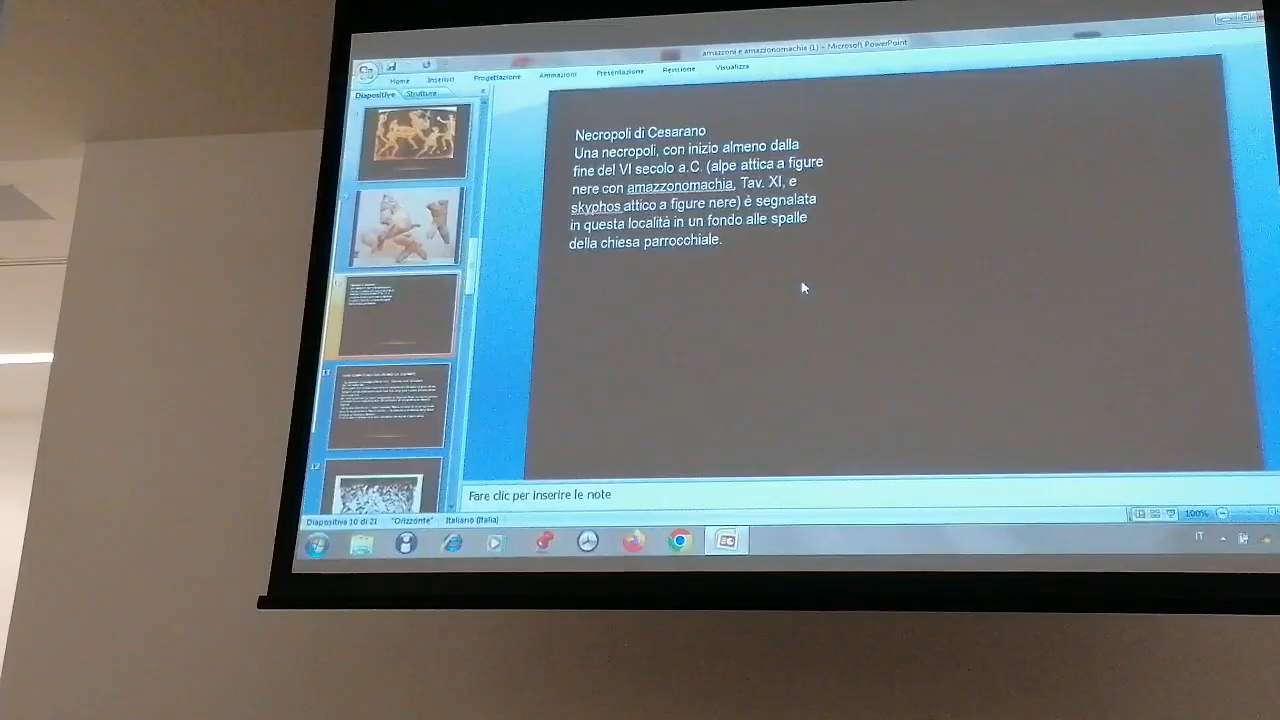 amazzoni e amazzonomachia (1) - Microsoft PowerPoint
Home Inserisci Progettazione Animazioni Presentazione Revisione Visualizza
Diapositive Struttura
Necropoli di Cesarano
Una necropoli, con inizio almeno dalla
fine del VI secolo a.C. (alpe attica a figure
nere con amazzonomachia, Tav. XI, e
skyphos attico a figure nere) è segnalata
in questa località in un fondo alle spalle
della chiesa parrocchiale.
11
12
Fare clic per inserire le note
Diapositiva 10 di 21 "Orizzonte" Italiano (Italia)
100%
IT